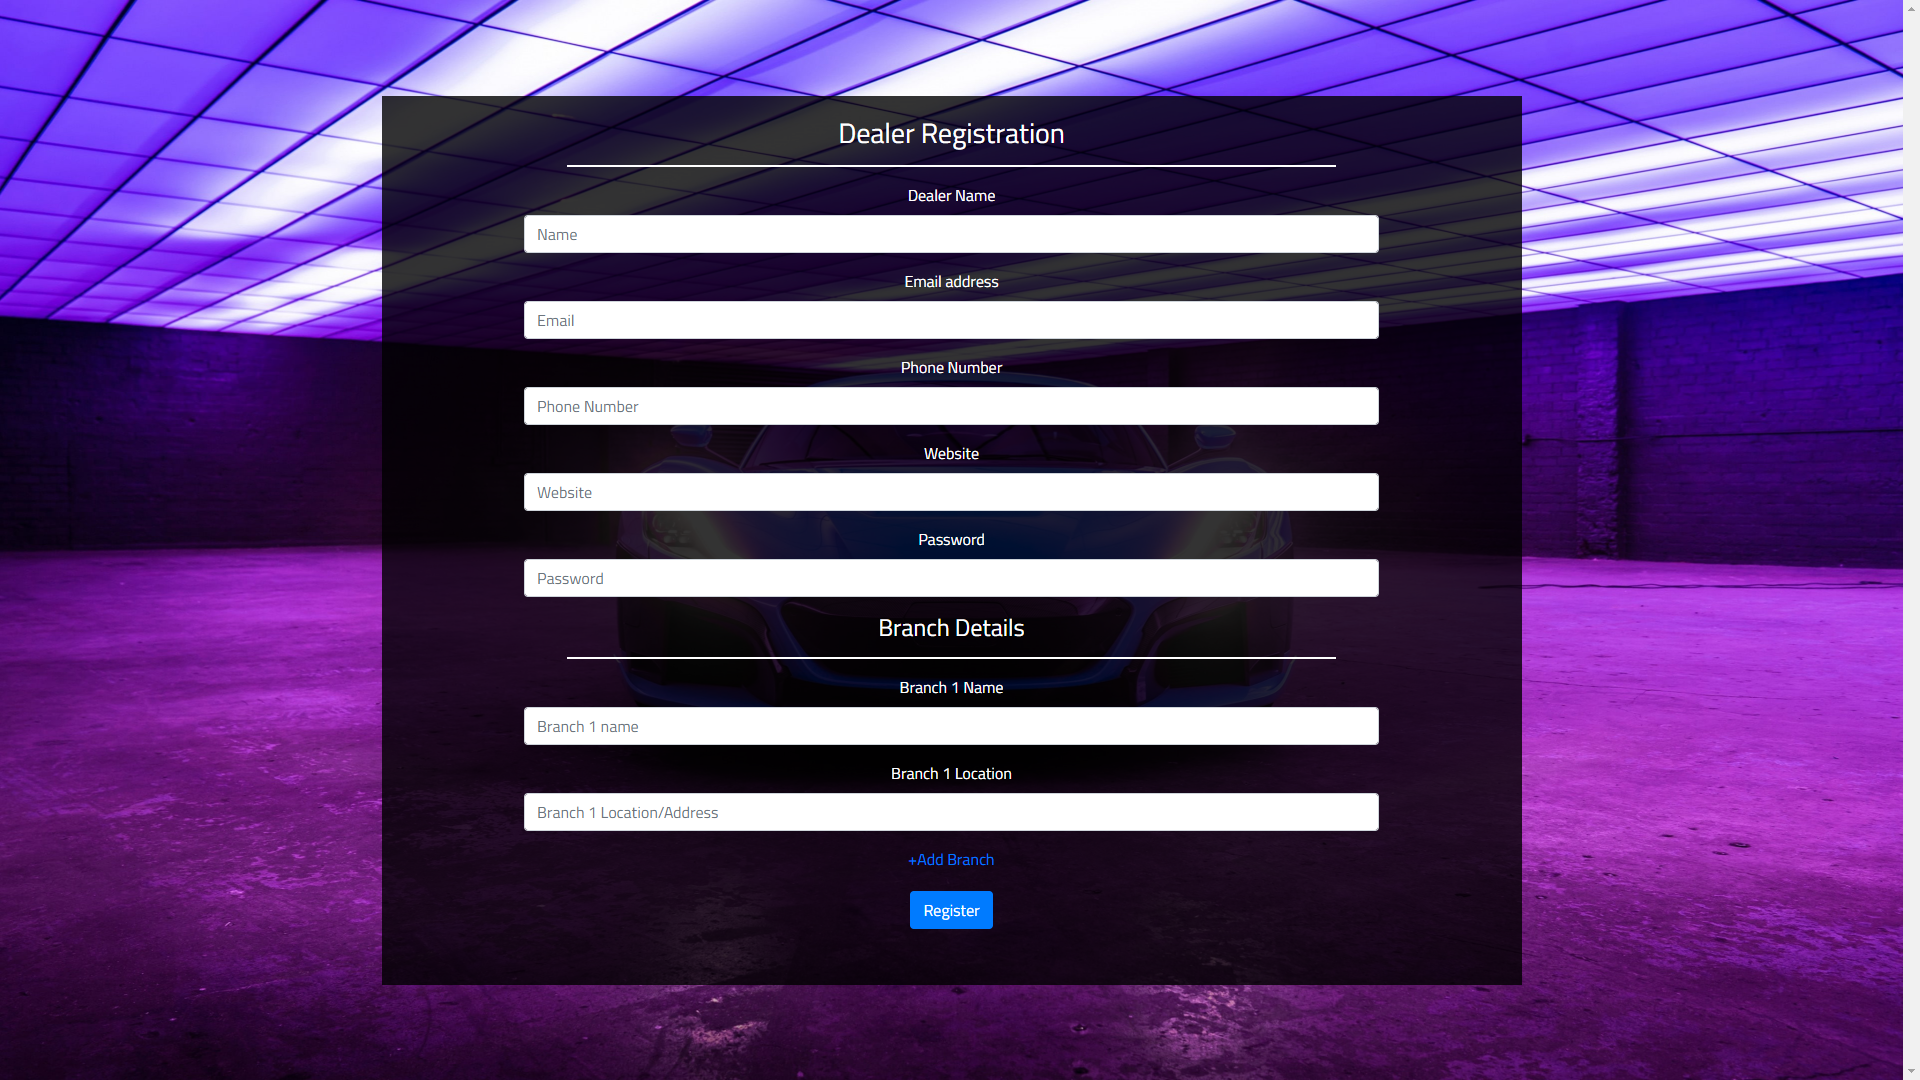 Dealer Registration
Dealer Name
Name
Email address
Email
Phone Number
Phone Number
Website
Website
Password
Password
Branch Details
Branch 1 Name
Branch 1 name
Branch 1 Location
Branch 1 Location/Address
+Add Branch
Register